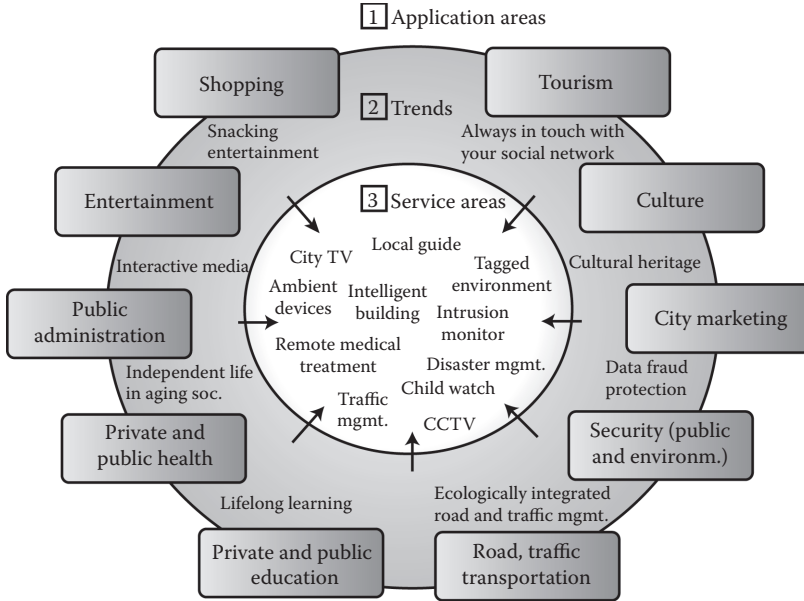 1 Application areas
Shopping
Tourism
2 Trends
Snacking
entertainment
Always in touch with
your social network
Entertainment
Culture
3 Service areas
City TV
Local guide
Tagged
environment
Interactive media
Cultural heritage
Ambient
devices
Intelligent
building
Intrusion
monitor
Public
administration
City marketing
Remote medical
treatment
Disaster mgmt.
Child watch
Independent life
in aging soc.
Data fraud
protection
Traffic
mgmt.
CCTV
Private and
public health
Security (public
and environm.)
Lifelong learning
Ecologically integrated
road and traffic mgmt.
Private and public
education
Road, traffic
transportation